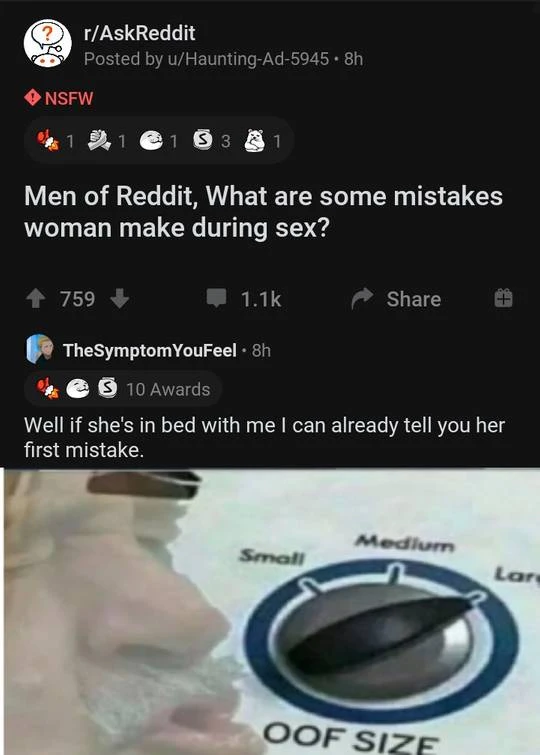 r/AskReddit
Posted by u/Haunting-Ad-5945 • 8h
NSFW
1 1 1 3 1
Men of Reddit, What are some mistakes
woman make during sex?
759 1.1k Share
TheSymptomYouFeel • 8h
10 Awards
Well if she's in bed with me I can already tell you her
first mistake.
Small Medium Larg
OOF SIZE